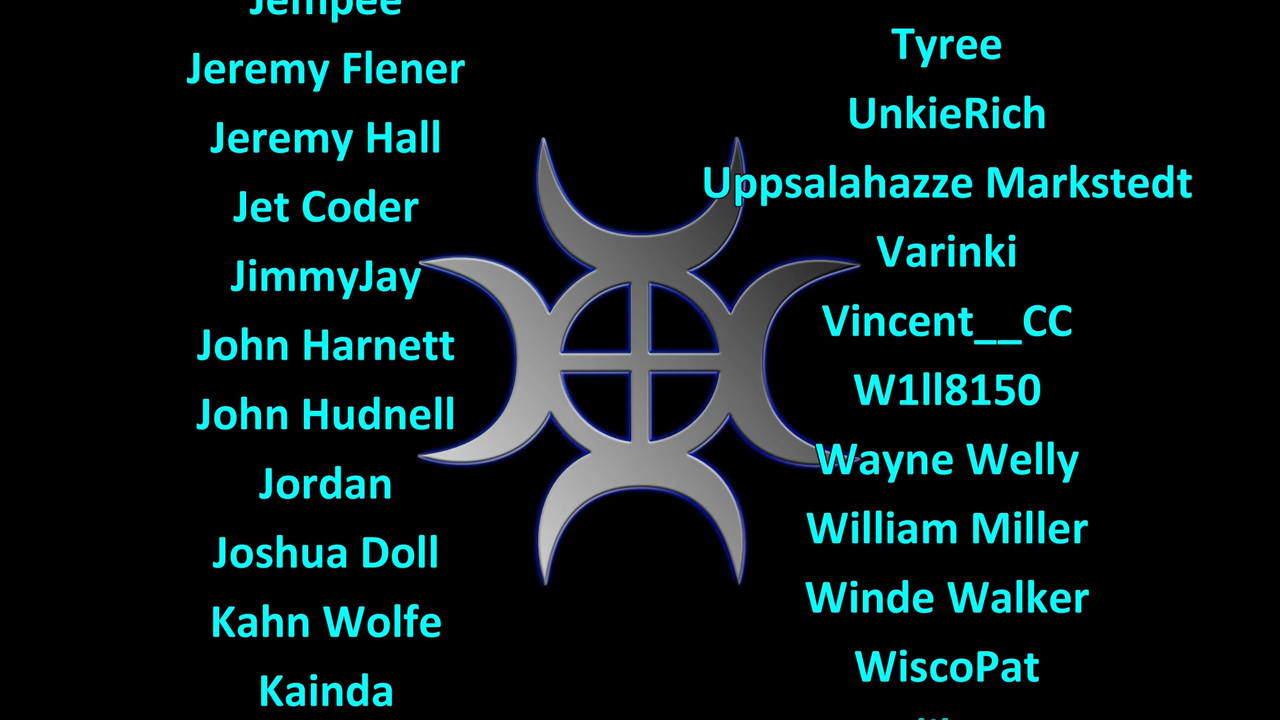 Jempee
Jeremy Flener
Jeremy Hall
Jet Coder
JimmyJay
John Harnett
John Hudnell
Jordan
Joshua Doll
Kahn Wolfe
Kainda
Tyree
UnkieRich
Uppsalahazze Markstedt
Varinki
Vincent__CC
W1ll8150
Wayne Welly
William Miller
Winde Walker
WiscoPat